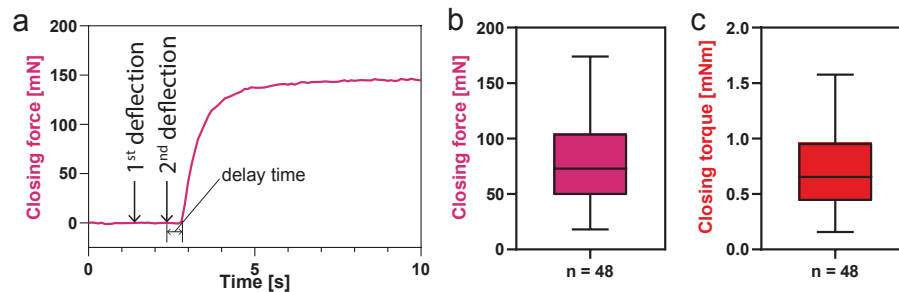 a
Closing force [mN]
200
150
100
50
0
1st deflection
2nd deflection
delay time
0
5
10
Time [s]
b
Closing force [mN]
200
150
100
50
0
n = 48
c
Closing torque [mNm]
2.0
1.5
1.0
0.5
0.0
n = 48